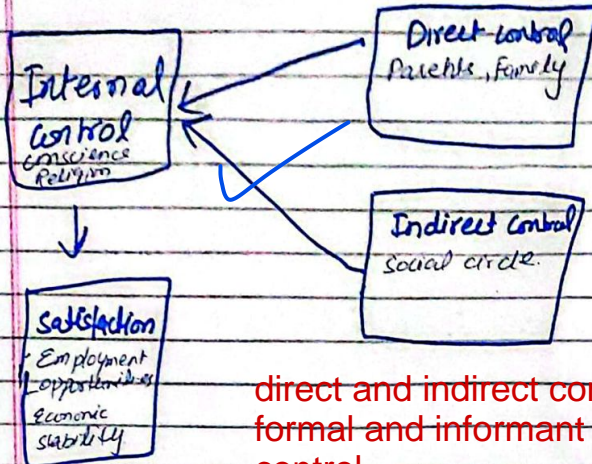 Internal
control
conscience
Religion
Direct control
Parents, Family
Indirect control
social circle.
satisfaction
- Employment
opportunities
Economic
stability
direct and indirect con
formal and informant
control